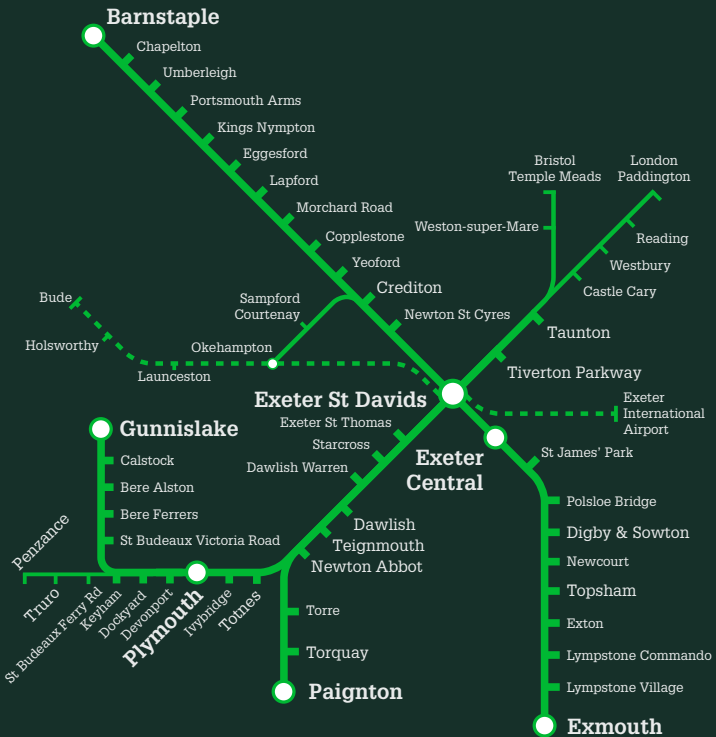 Barnstaple
Chapelton
Umberleigh
Portsmouth Arms
Kings Nympton
Eggesford
Lapford
Morchard Road
Copplestone
Yeoford
Crediton
Newton St Cyres
Bristol
Temple Meads
London
Paddington
Weston-super-Mare
Reading
Westbury
Castle Cary
Taunton
Tiverton Parkway
Sampford
Courtenay
Okehampton
Bude
Holsworthy
Launceston
Exeter St Davids
Exeter
International
Airport
Exeter
Central
St James' Park
Polsloe Bridge
Digby & Sowton
Newcourt
Topsham
Exton
Lympstone Commando
Lympstone Village
Exmouth
Exeter St Thomas
Starcross
Dawlish Warren
Dawlish
Teignmouth
Newton Abbot
Torre
Torquay
Paignton
Gunnislake
Calstock
Bere Alston
Bere Ferrers
St Budeaux Victoria Road
Penzance
Truro
St Budeaux Ferry Rd
Keyham
Dockyard
Devonport
Plymouth
Ivybridge
Totnes